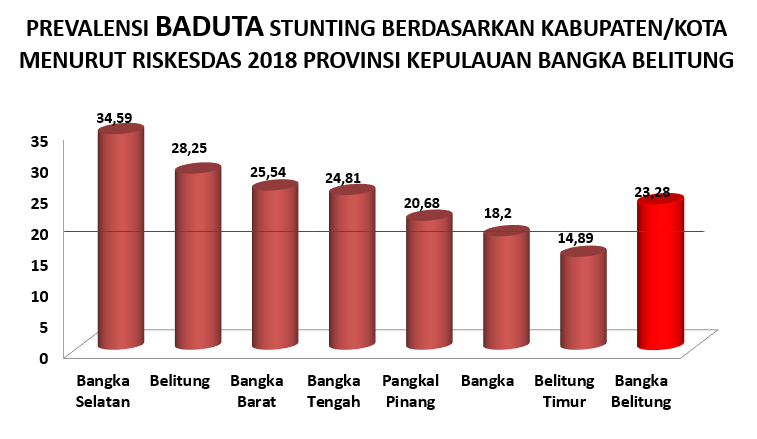 PREVALENSI BADUTA STUNTING BERDASARKAN KABUPATEN/KOTA
MENURUT RISKESDAS 2018 PROVINSI KEPULAUAN BANGKA BELITUNG
34,59
28,25
25,54
24,81
20,68
18,2
14,89
23,28
35
30
25
20
15
10
5
0
Bangka
Selatan
Belitung
Bangka
Barat
Bangka
Tengah
Pangkal
Pinang
Bangka
Belitung
Timur
Bangka
Belitung